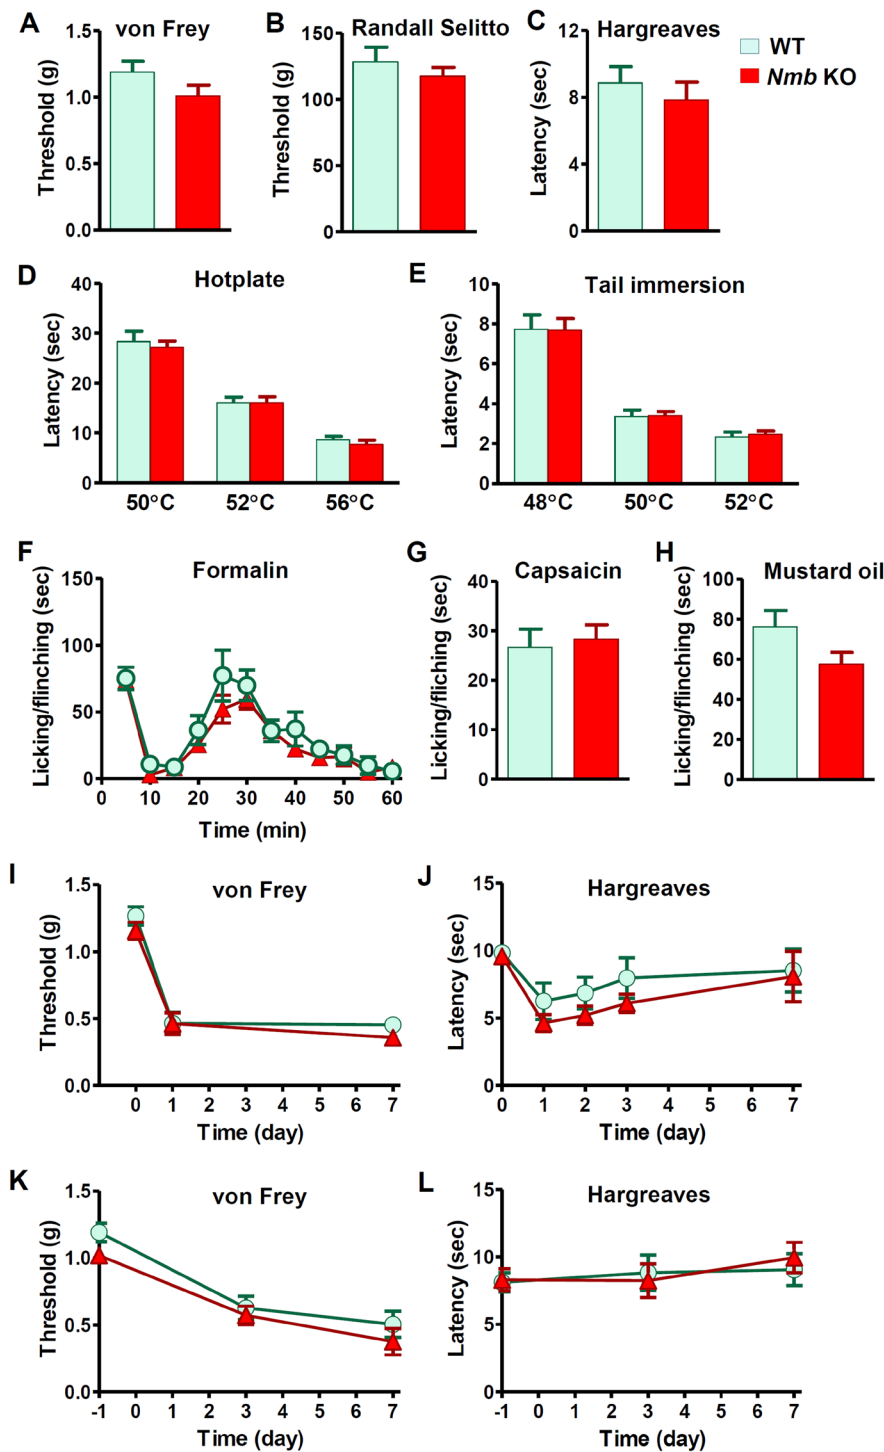 A
von Frey
Threshold (g)
1.5
1.0
0.5
0.0
B
Randall Selitto
Threshold (g)
150
100
50
0
C
Hargreaves
Latency (sec)
12
8
4
0
WT
Nmb KO
D
Hotplate
Latency (sec)
40
30
20
10
0
50°C 52°C 56°C
E
Tail immersion
Latency (sec)
10
8
6
4
2
0
48°C 50°C 52°C
F
Formalin
Licking/flinching (sec)
150
100
50
0
0 10 20 30 40 50 60
Time (min)
G
Capsaicin
Licking/fliching (sec)
40
30
20
10
0
H
Mustard oil
Licking/flinching (sec)
100
80
60
40
20
0
I
von Frey
Threshold (g)
1.5
1.0
0.5
0.0
0 1 2 3 4 5 6 7
Time (day)
J
Hargreaves
Latency (sec)
15
10
5
0
0 1 2 3 4 5 6 7
Time (day)
K
von Frey
Threshold (g)
1.5
1.0
0.5
0.0
-1 0 1 2 3 4 5 6 7
Time (day)
L
Hargreaves
Latency (sec)
15
10
5
0
-1 0 1 2 3 4 5 6 7
Time (day)